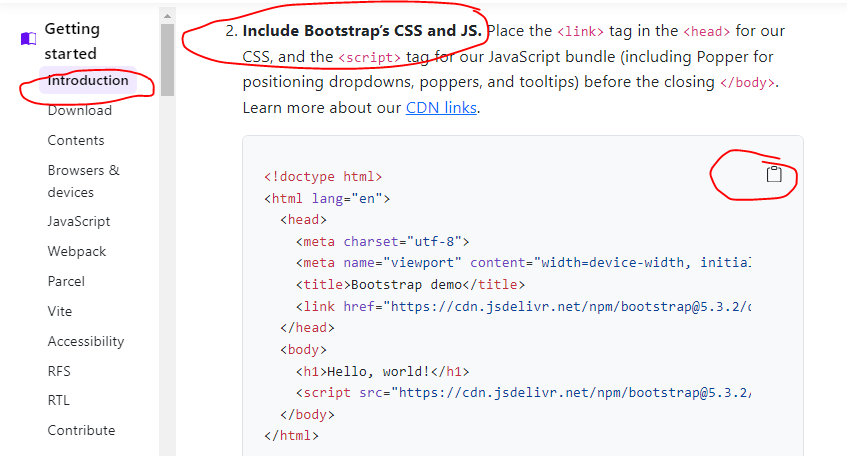 Getting
started
Introduction
Download
Contents
Browsers &
devices
JavaScript
Webpack
Parcel
Vite
Accessibility
RFS
RTL
Contribute
2. Include Bootstrap's CSS and JS. Place the <link> tag in the <head> for our
CSS, and the <script> tag for our JavaScript bundle (including Popper for
positioning dropdowns, poppers, and tooltips) before the closing </body>.
Learn more about our CDN links.
<!doctype html>
<html lang="en">
<head>
<meta charset="utf-8">
<meta name="viewport" content="width=device-width, initial
<title>Bootstrap demo</title>
<link href="https://cdn.jsdelivr.net/npm/bootstrap@5.3.2/d
</head>
<body>
<h1>Hello, world!</h1>
<script src="https://cdn.jsdelivr.net/npm/bootstrap@5.3.2/
</body>
</html>